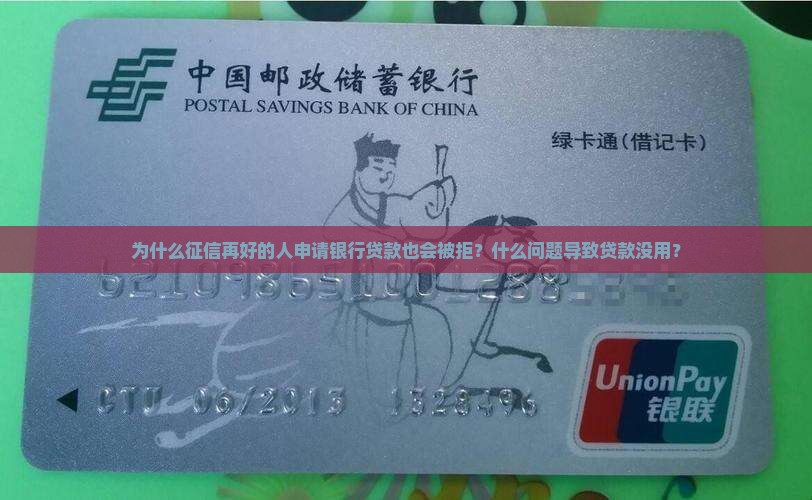 中国邮政储蓄银行
POSTAL SAVINGS BANK OF CHINA
绿卡通(借记卡)
为什么征信再好的人申请银行贷款也会被拒?什么问题导致贷款没用?
06/2013
UnionPay
银联